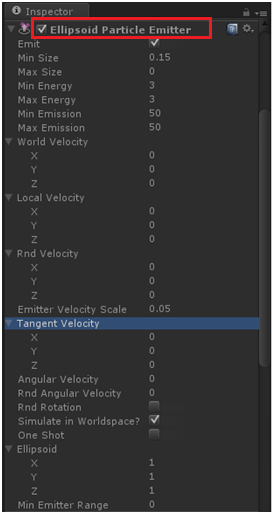 Inspector
Ellipsoid Particle Emitter
Emit
Min Size 0.15
Max Size 0
Min Energy 3
Max Energy 3
Min Emission 50
Max Emission 50
World Velocity
X 0
Y 0
Z 0
Local Velocity
X 0
Y 0
Z 0
Rnd Velocity
X 0
Y 0
Z 0
Emitter Velocity Scale 0.05
Tangent Velocity
X 0
Y 0
Z 0
Angular Velocity 0
Rnd Angular Velocity 0
Rnd Rotation
Simulate in Worldspace?
One Shot
Ellipsoid
X 1
Y 1
Z 1
Min Emitter Range 0